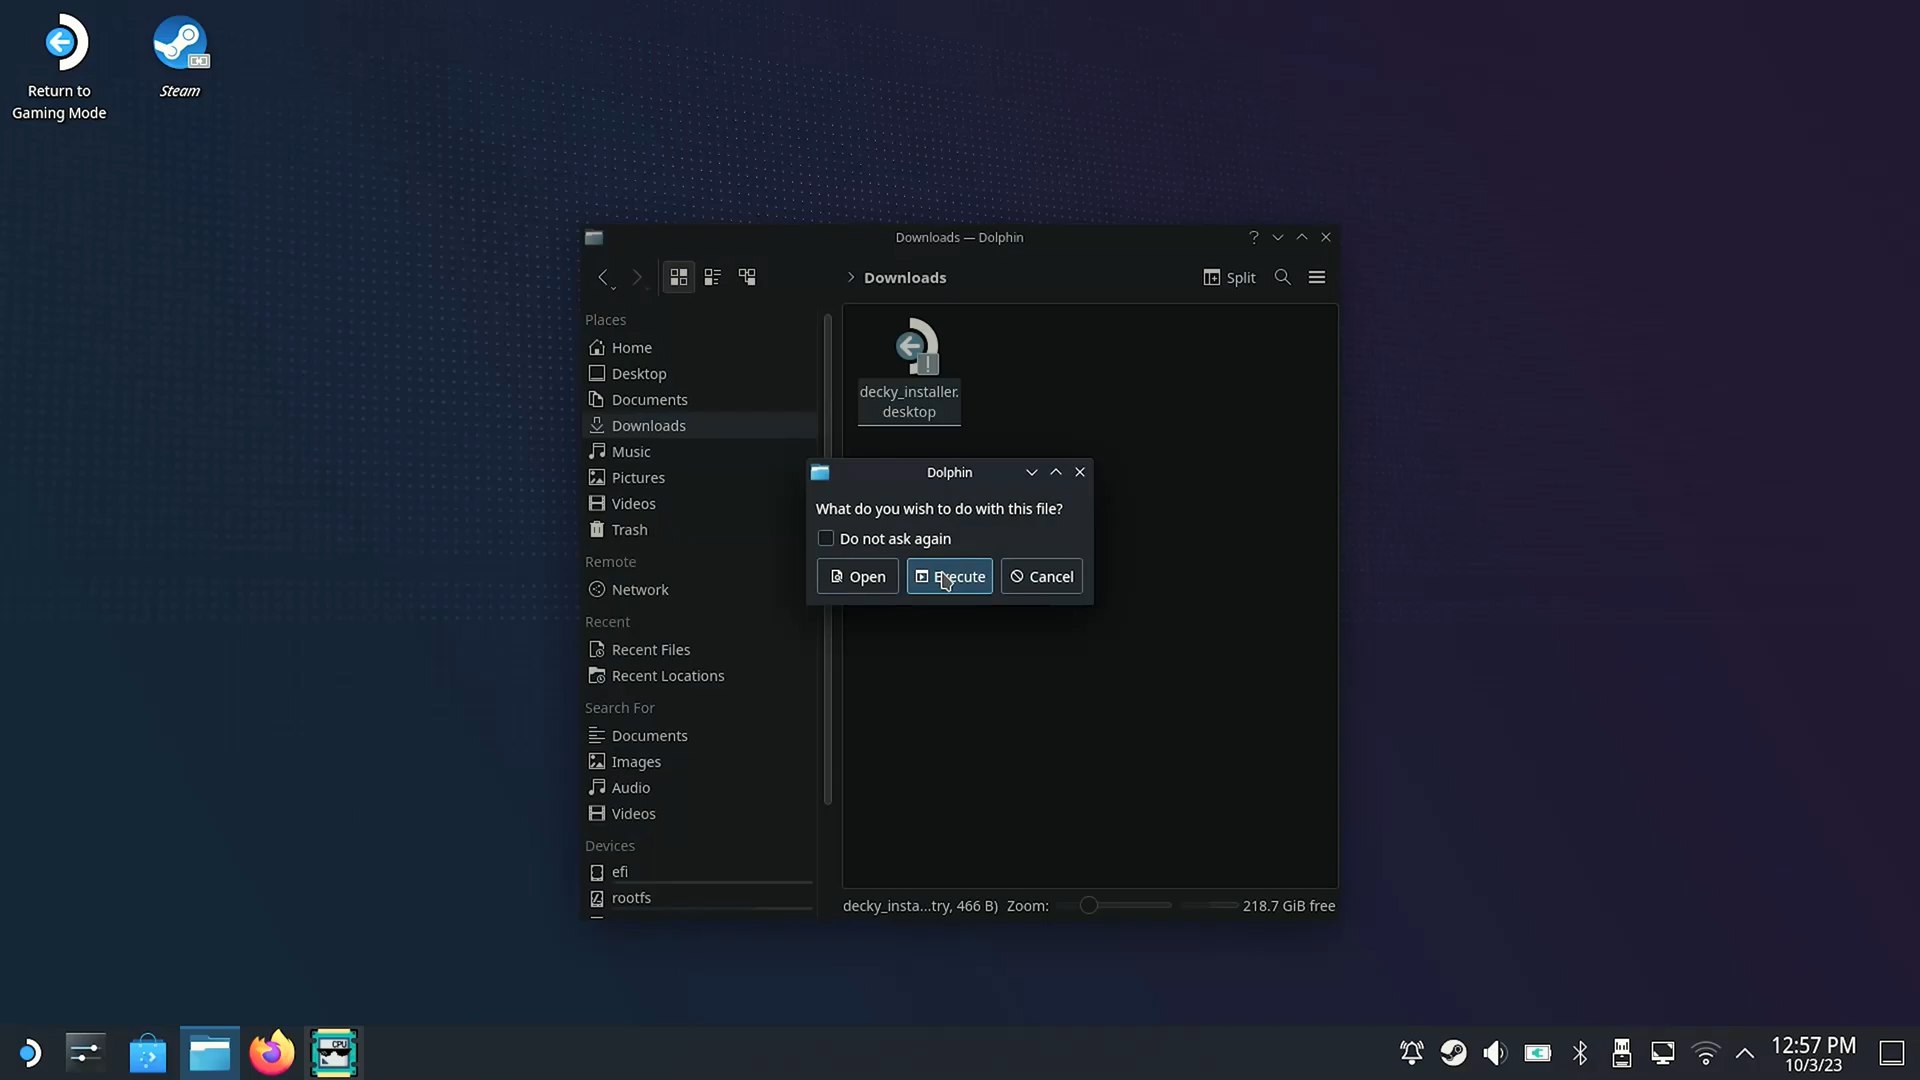 Return to
Gaming Mode
Steam
Downloads — Dolphin
Downloads
Split
Places
Home
Desktop
Documents
Downloads
Music
Pictures
Videos
Trash
Remote
Network
Recent
Recent Files
Recent Locations
Search For
Documents
Images
Audio
Videos
Devices
efi
rootfs
decky_installer.
desktop
Dolphin
What do you wish to do with this file?
Do not ask again
Open
Execute
Cancel
decky_insta...try, 466 B)
Zoom:
218.7 GiB free
CPU
12:57 PM
10/3/23